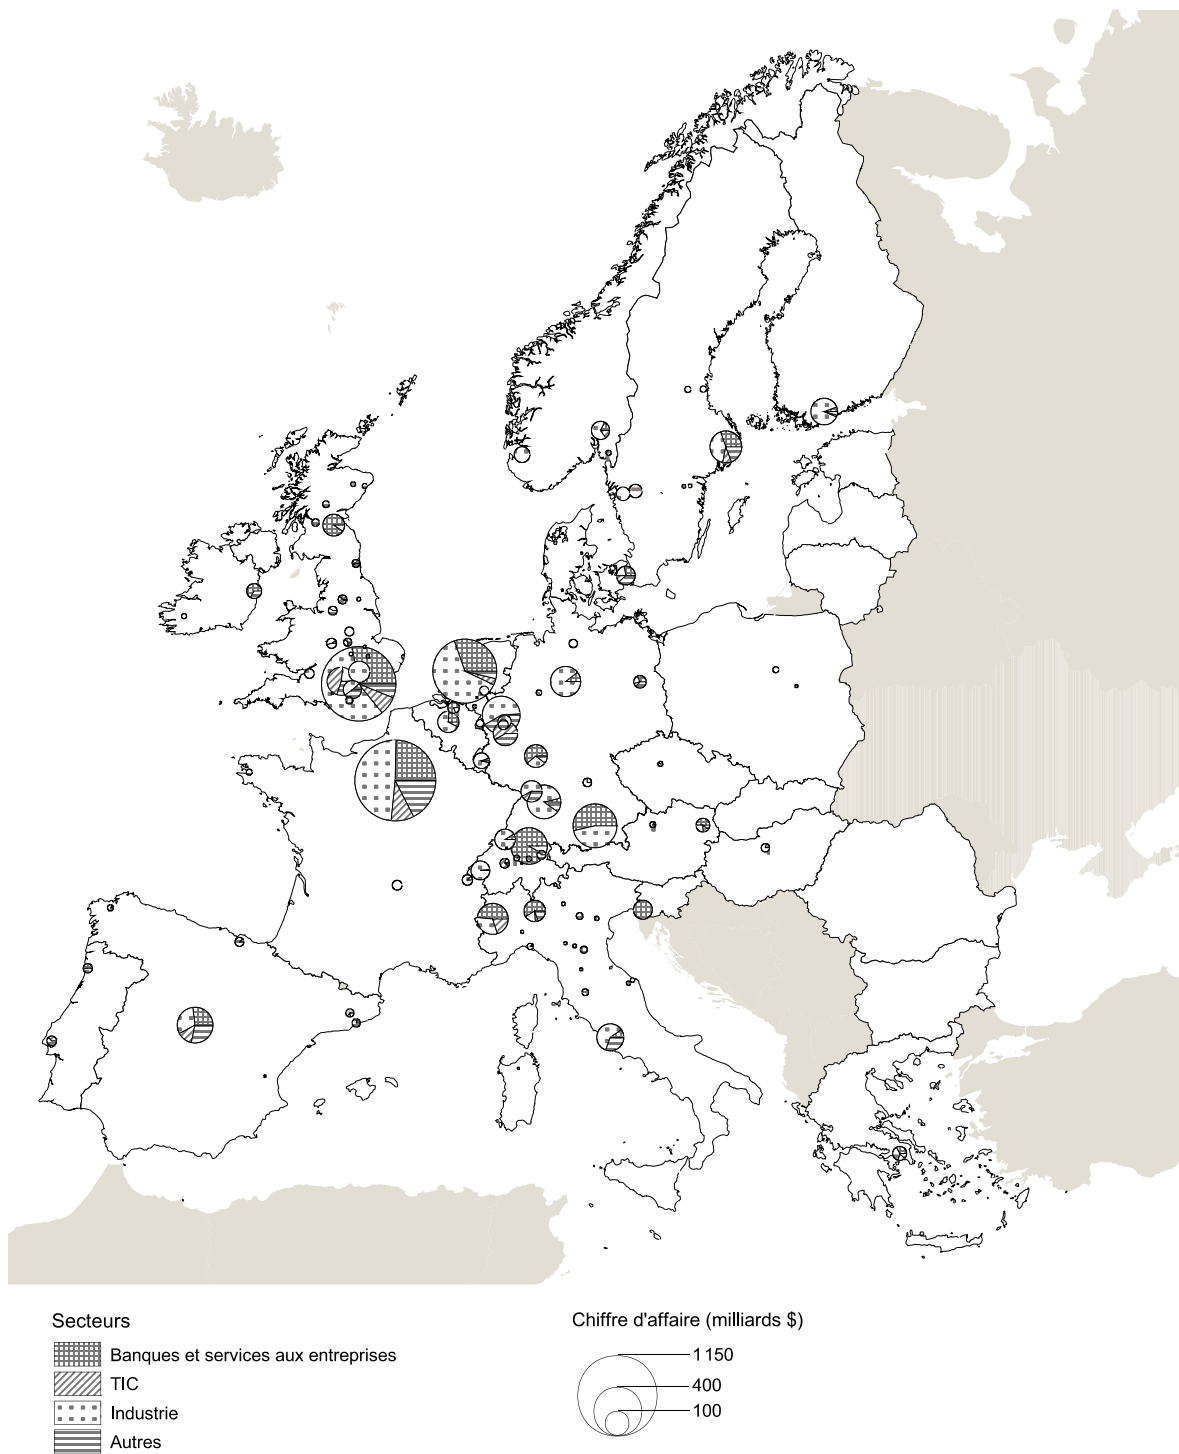 Secteurs
Banques et services aux entreprises
TIC
Industrie
Autres
Chiffre d'affaire (milliards $)
1 150
400
100